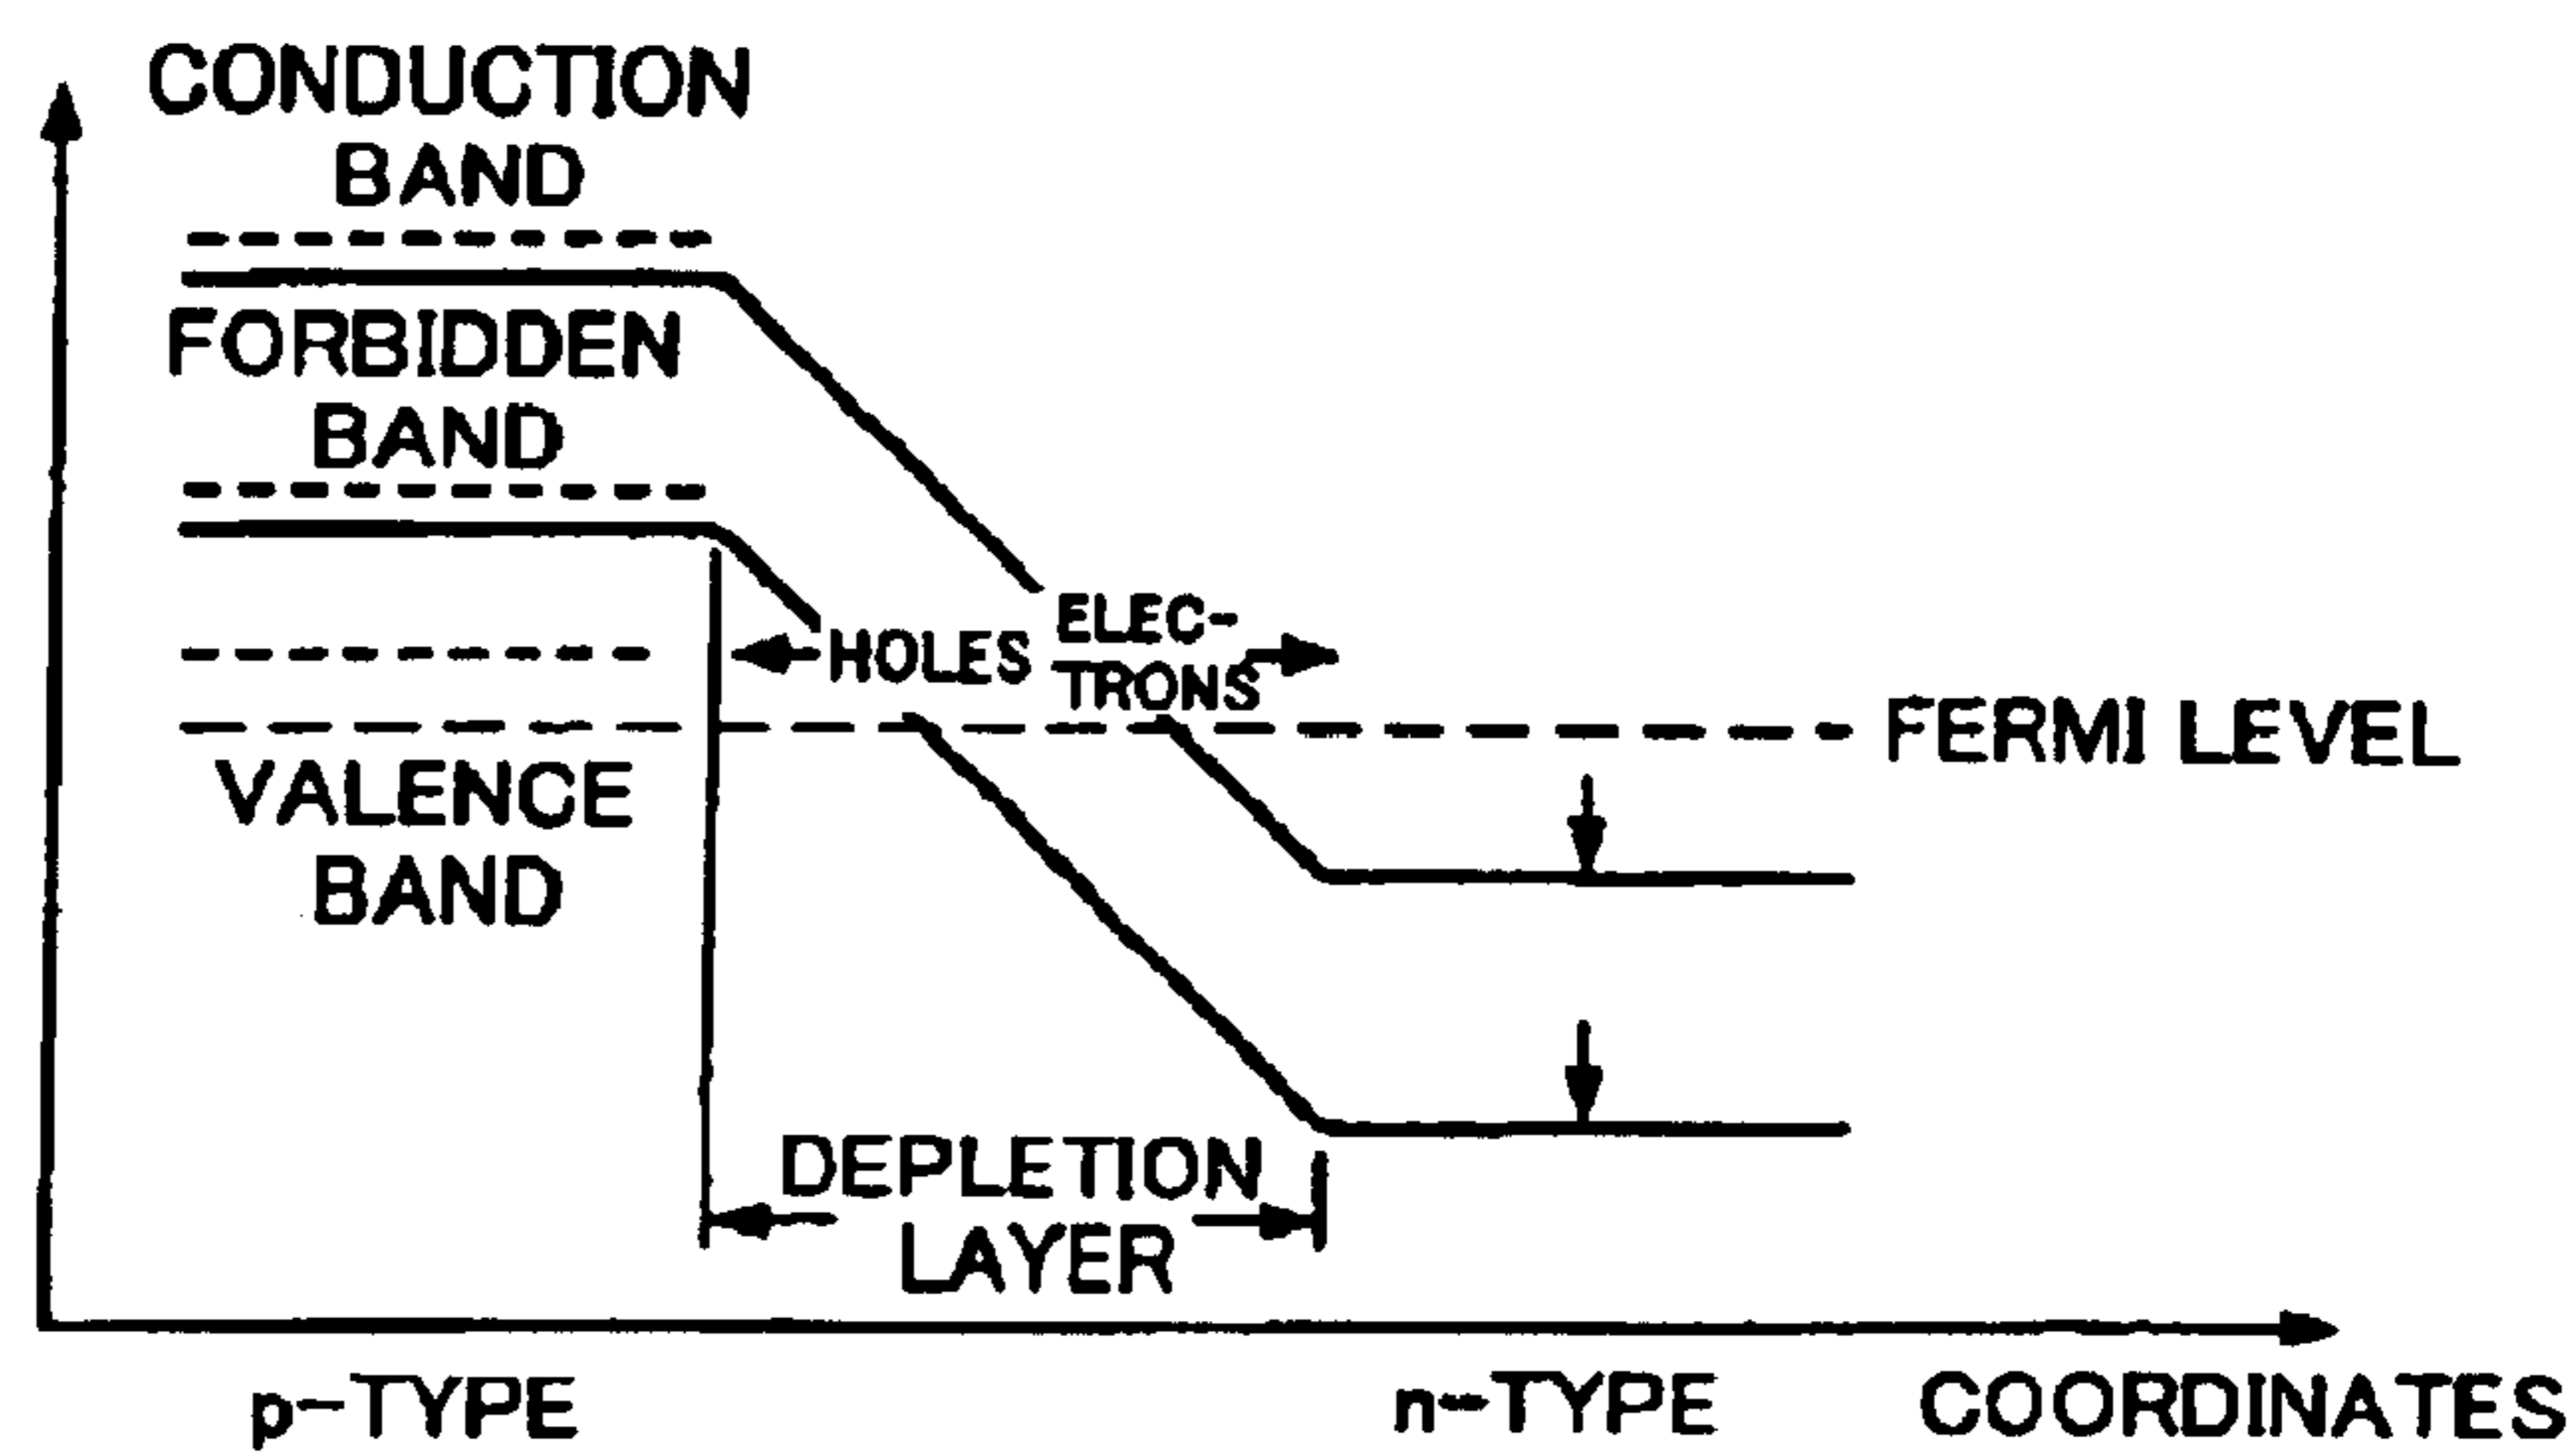 CONDUCTION
BAND
FORBIDDEN
BAND
HOLES
ELEC-
TRONS
FERMI LEVEL
VALENCE
BAND
DEPLETION
LAYER
p-TYPE
n-TYPE
COORDINATES